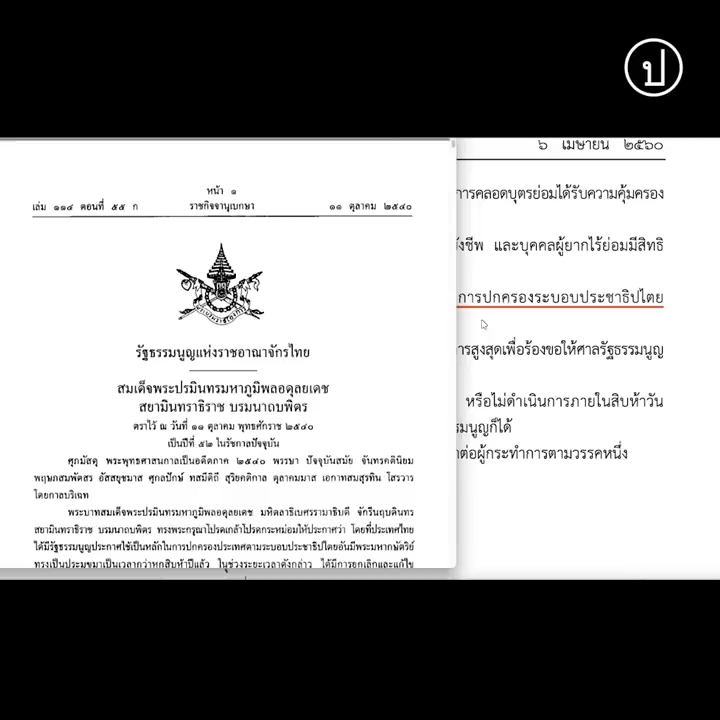 ป
หน้า ๑
เล่ม ๑๑๔ ตอนที่ ๕๕ ก ราชกิจจานุเบกษา ๑๑ ตุลาคม ๒๕๔๐
รัฐธรรมนูญแห่งราชอาณาจักรไทย
สมเด็จพระปรมินทรมหาภูมิพลอดุลยเดช
สยามินทราธิราช บรมนาถบพิตร
ตราไว้ ณ วันที่ ๑๑ ตุลาคม พุทธศักราช ๒๕๔๐
เป็นปีที่ ๕๒ ในรัชกาลปัจจุบัน
ศุภมัสดุ พระพุทธศาสนกาลเป็นอดีตภาค ๒๕๔๐ พรรษา ปัจจุบันสมัย จันทรคตินิยม
พฤษภสมพัตสร อัสสยุชมาส ศุกลปักษ์ ทสมีดิถี สุริยคติกาล ตุลาคมมาส เอกาทสมสุรทิน โสรวาร
โดยกาลบริเฉท
พระบาทสมเด็จพระปรมินทรมหาภูมิพลอดุลยเดช มหิตลาธิเบศรรามาธิบดี จักรีนฤบดินทร
สยามินทราธิราช บรมนาถบพิตร ทรงพระกรุณาโปรดเกล้าโปรดกระหม่อมให้ประกาศว่า โดยที่ประเทศไทย
ได้มีรัฐธรรมนูญประกาศใช้เป็นหลักในการปกครองประเทศตามระบอบประชาธิปไตยอันมีพระมหากษัตริย์
ทรงเป็นประมุขมาเป็นเวลากว่าหกสิบห้าปีแล้ว ในช่วงระยะเวลาดังกล่าว ได้มีการยกเลิกและแก้ไข
๖ เมษายน ๒๕๖๐
การคลอดบุตรย่อมได้รับความคุ้มครอง
ังชีพ และบุคคลผู้ยากไร้ย่อมมีสิทธิ
การปกครองระบอบประชาธิปไตย
ารสูงสุดเพื่อร้องขอให้ศาลรัฐธรรมนูญ
หรือไม่ดำเนินการภายในสิบห้าวัน
รมนูญก็ได้
าต่อผู้กระทำการตามวรรคหนึ่ง